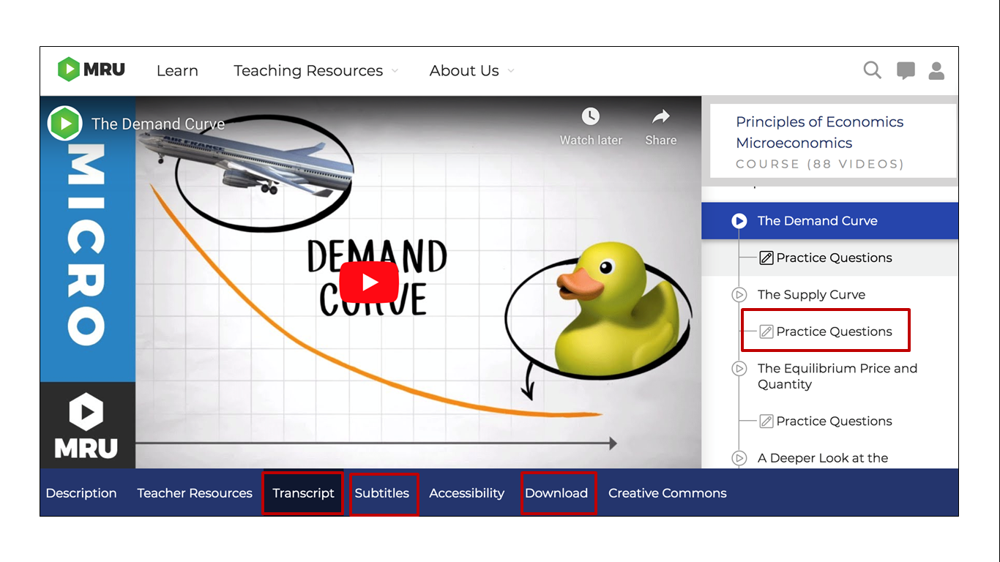 MRU
Learn
Teaching Resources
About Us
The Demand Curve
Watch later
Share
AIR FRANCE
MICRO
DEMAND
CURVE
MRU
Principles of Economics
Microeconomics
COURSE (88 VIDEOS)
The Demand Curve
Practice Questions
The Supply Curve
Practice Questions
The Equilibrium Price and
Quantity
Practice Questions
A Deeper Look at the
Description
Teacher Resources
Transcript
Subtitles
Accessibility
Download
Creative Commons